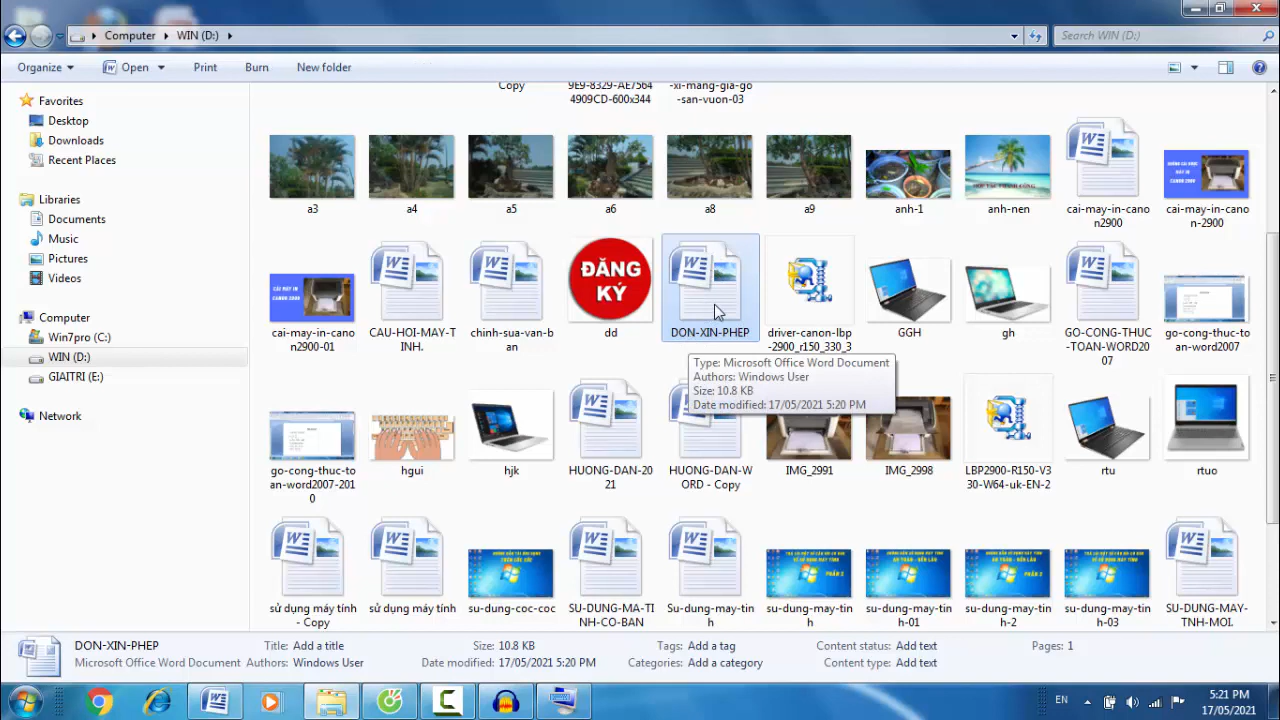 Computer
WIN (D:)
Search WIN (D:)
Organize
Open
Print
Burn
New folder
Favorites
Desktop
Downloads
Recent Places
Libraries
Documents
Music
Pictures
Videos
Computer
Win7pro (C:)
WIN (D:)
GIAITRI (E:)
Network
Copy
9E9-8329-AE7564
4909CD-600x344
-xi-mang-gia-go
-san-vuon-03
a3
a4
a5
a6
a8
a9
anh-1
anh-nen
cai-may-in-cano
n2900
cai-may-in-cano
n-2900
cai-may-in-cano
n2900-01
CAU-HOI-MAY-T
INH.
chinh-sua-van-b
an
ĐĂNG
KÝ
dd
DON-XIN-PHEP
driver-canon-lbp
-2900_r150_330_3
GGH
gh
GO-CONG-THUC
-TOAN-WORD20
07
go-cong-thuc-to
an-word2007
Type: Microsoft Office Word Document
Authors: Windows User
Size: 10.8 KB
Date modified: 17/05/2021 5:20 PM
go-cong-thuc-to
an-word2007-201
0
hgui
hjk
HUONG-DAN-20
21
HUONG-DAN-W
ORD - Copy
IMG_2991
IMG_2998
LBP2900-R150-V3
30-W64-uk-EN-2
rtu
rtuo
sử dụng máy tính
- Copy
sử dụng máy tính
su-dung-coc-coc
SU-DUNG-MA-TI
NH-CO-BAN
Su-dung-may-tin
h
su-dung-may-tin
h
su-dung-may-tin
h-01
su-dung-may-tin
h-2
su-dung-may-tin
h-03
SU-DUNG-MAY-
TNH-MOI.
DON-XIN-PHEP
Title: Add a title
Size: 10.8 KB
Tags: Add a tag
Content status: Add text
Pages: 1
Microsoft Office Word Document
Authors: Windows User
Date modified: 17/05/2021 5:20 PM
Categories: Add a category
Content type: Add text
EN
5:21 PM
17/05/2021